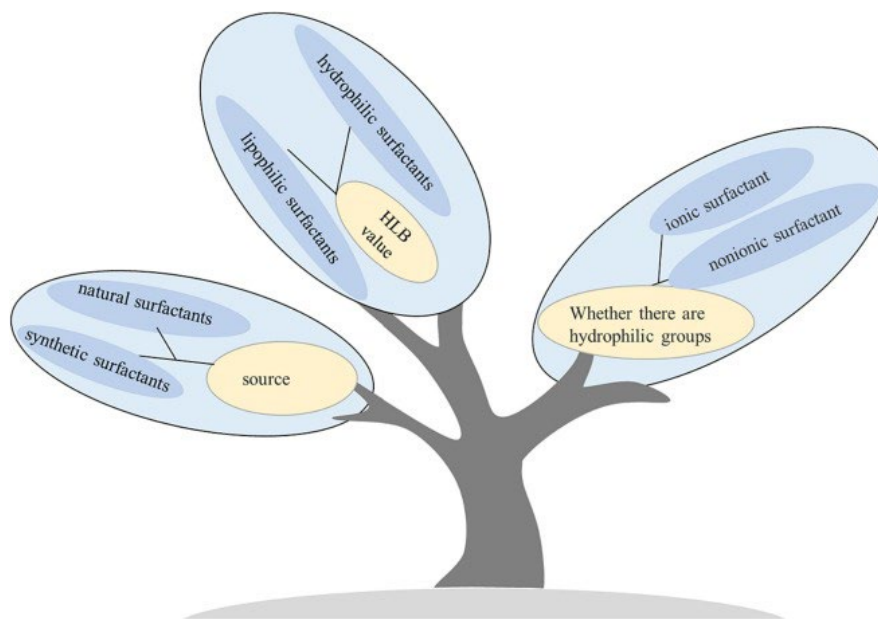 hydrophilic surfactants
lipophilic surfactants
HLB
value
ionic surfactant
nonionic surfactant
Whether there are
hydrophilic groups
natural surfactants
synthetic surfactants
source